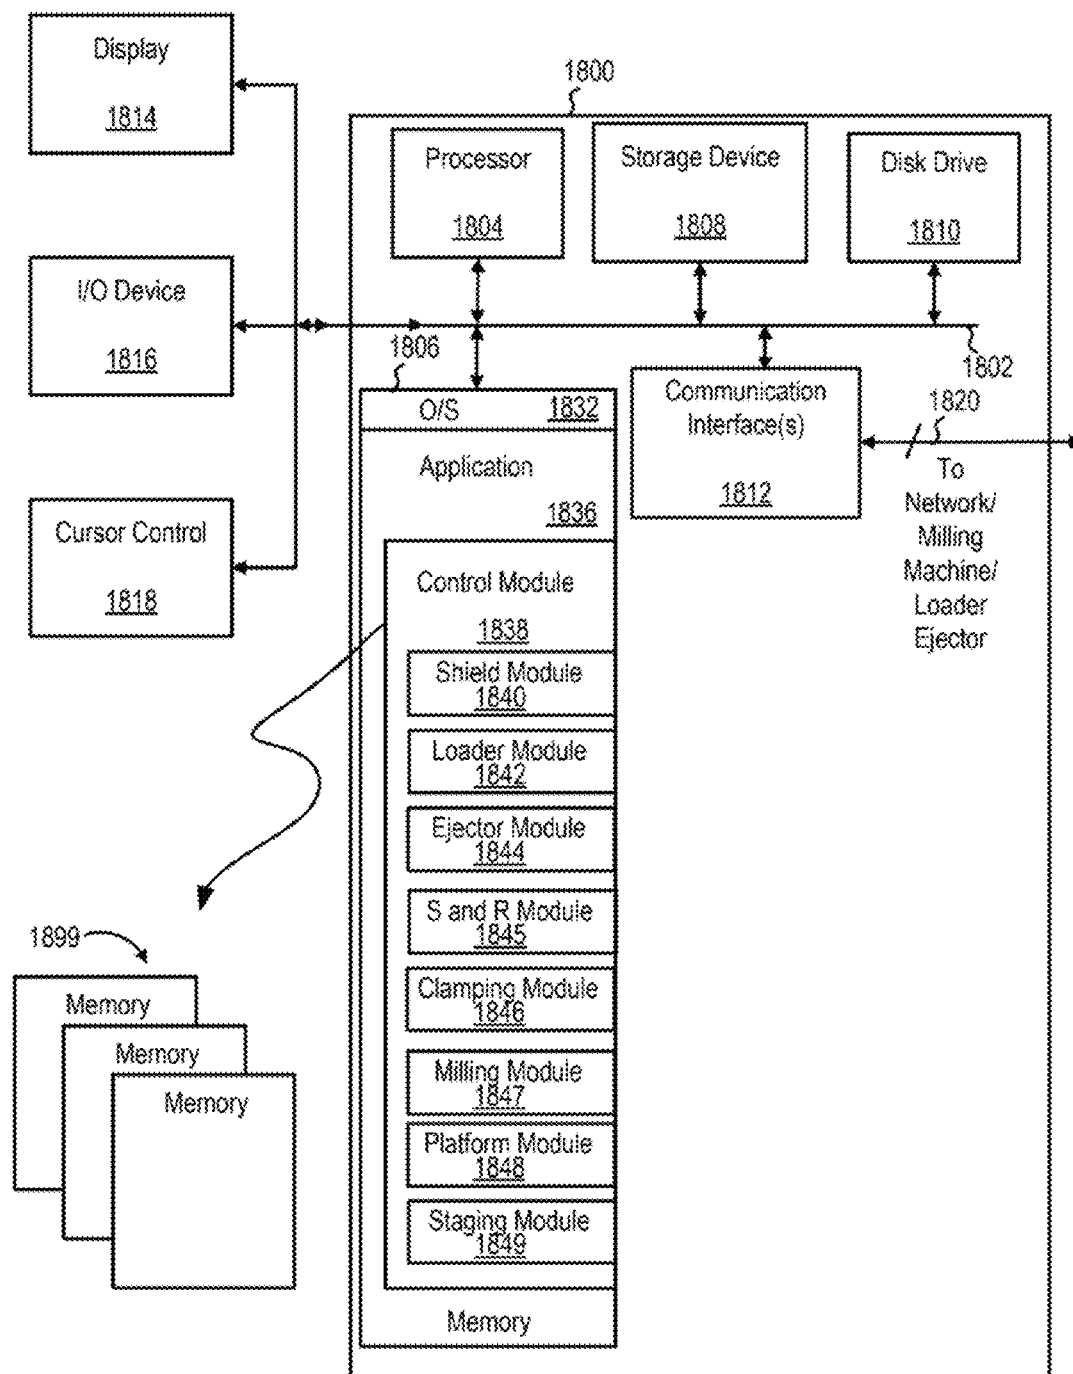 Display
1814
1800
Processor
1804
Storage Device
1808
Disk Drive
1810
I/O Device
1816
1806
1802
O/S 1832
Application
1836
Communication
Interface(s)
1812
1820
To
Network/
Milling
Machine/
Loader
Ejector
Cursor Control
1818
Control Module
1838
Shield Module
1840
Loader Module
1842
Ejector Module
1844
S and R Module
1845
Clamping Module
1846
Milling Module
1847
Platform Module
1848
Staging Module
1849
Memory
1899
Memory
Memory
Memory